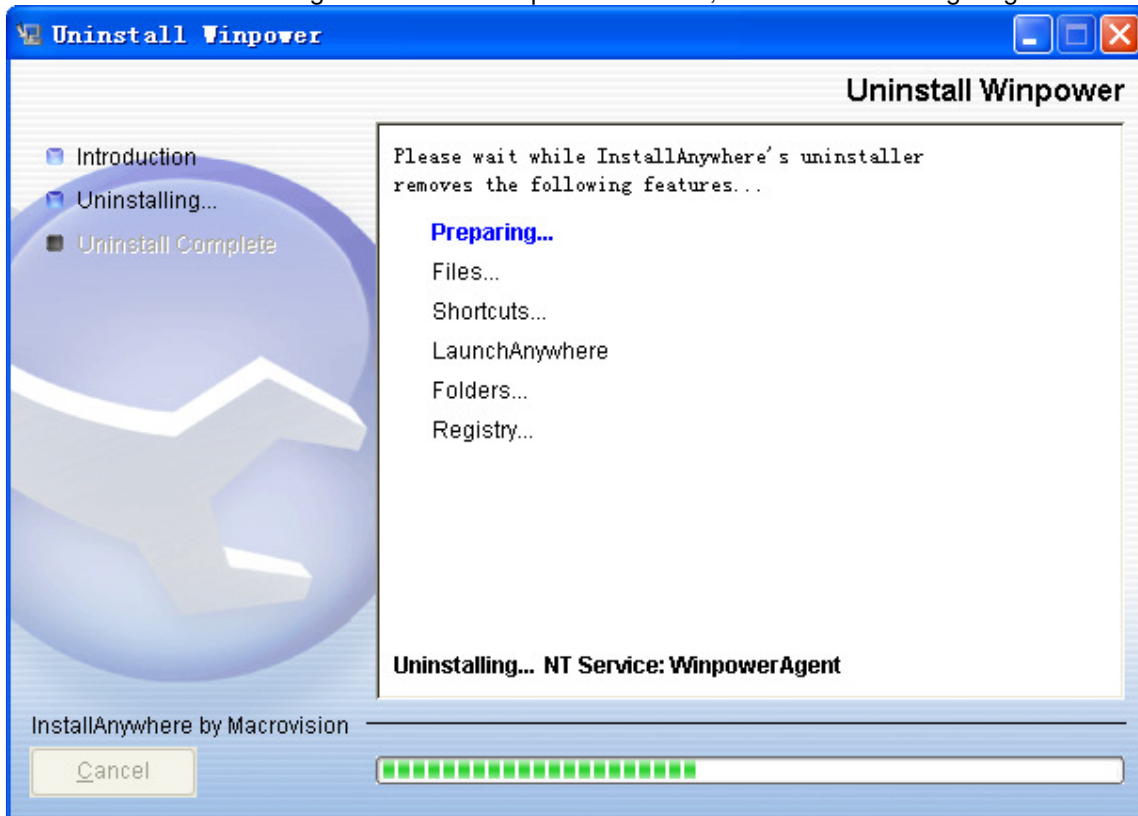 Uninstall Winpower
Uninstall Winpower
Introduction
Uninstalling...
Uninstall Complete
Please wait while InstallAnywhere's uninstaller
removes the following features...
Preparing...
Files...
Shortcuts...
LaunchAnywhere
Folders...
Registry...
Uninstalling... NT Service: WinpowerAgent
InstallAnywhere by Macrovision
Cancel